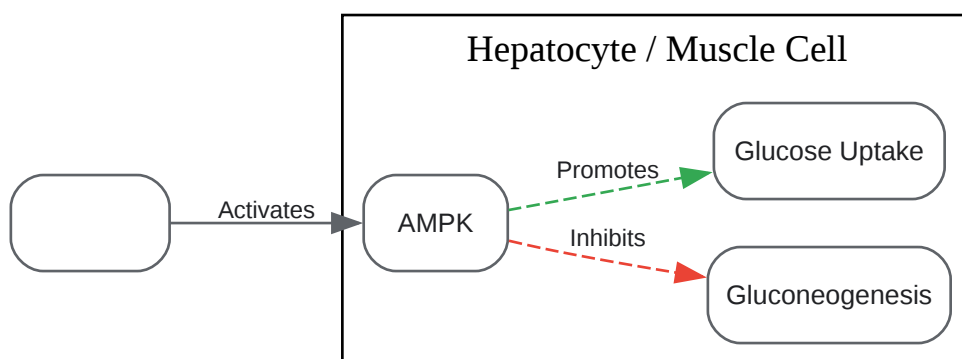 Hepatocyte / Muscle Cell
Activates
AMPK
Promotes
Inhibits
Glucose Uptake
Gluconeogenesis